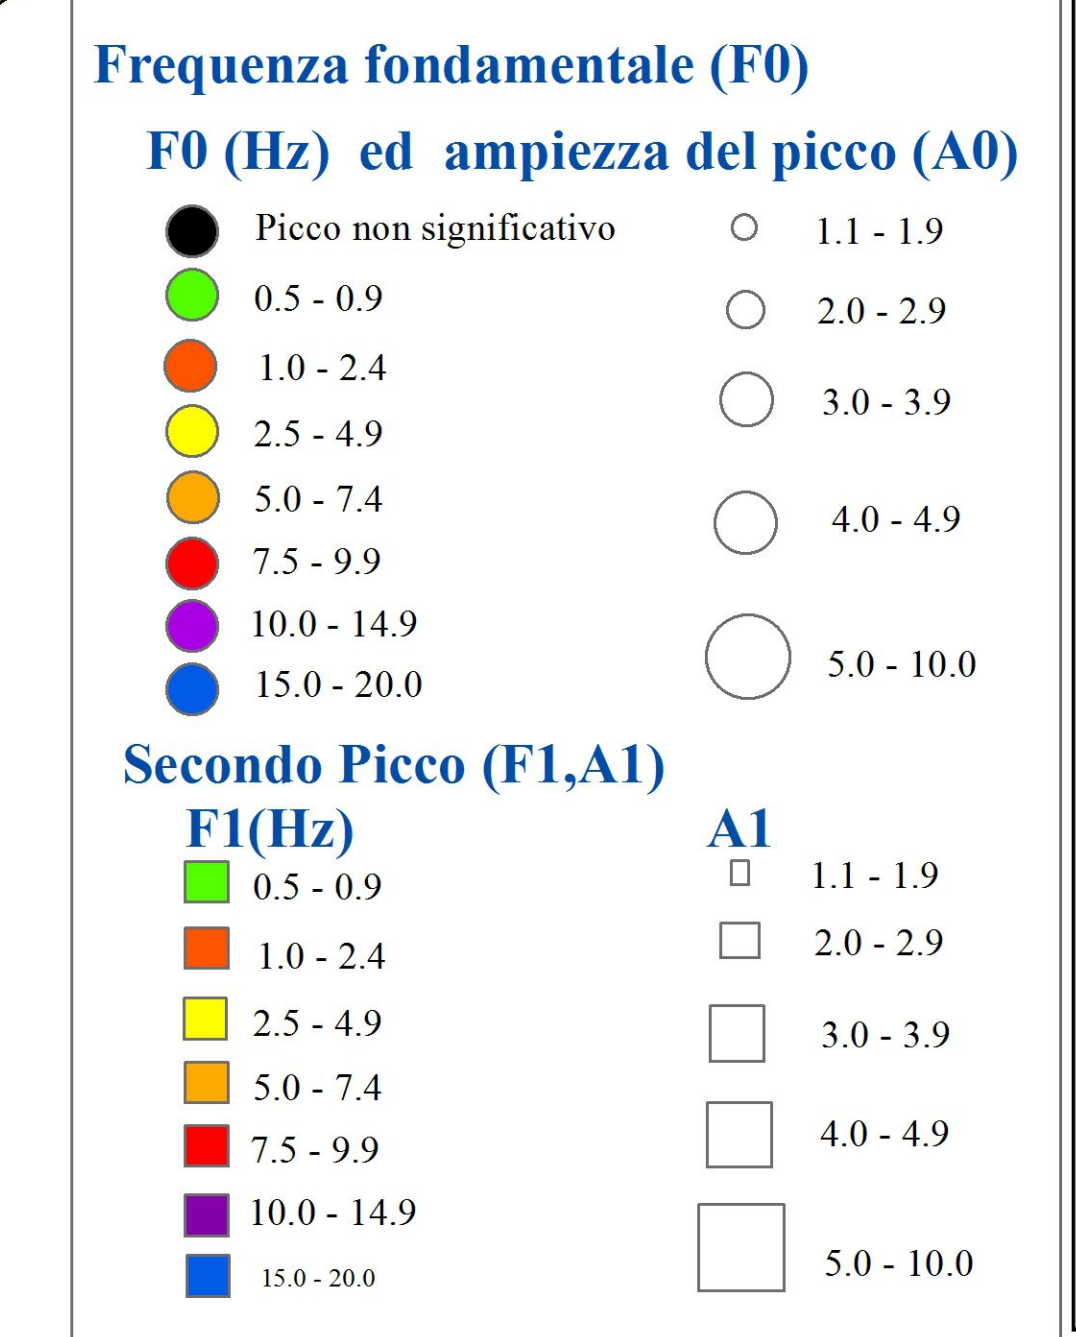 Frequenza fondamentale (F0)
F0 (Hz) ed ampiezza del picco (A0)
Picco non significativo 1.1 - 1.9
0.5 - 0.9 2.0 - 2.9
1.0 - 2.4 3.0 - 3.9
2.5 - 4.9
5.0 - 7.4 4.0 - 4.9
7.5 - 9.9
10.0 - 14.9 5.0 - 10.0
15.0 - 20.0
Secondo Picco (F1,A1)
F1(Hz) A1
0.5 - 0.9 1.1 - 1.9
1.0 - 2.4 2.0 - 2.9
2.5 - 4.9 3.0 - 3.9
5.0 - 7.4
7.5 - 9.9 4.0 - 4.9
10.0 - 14.9
15.0 - 20.0 5.0 - 10.0